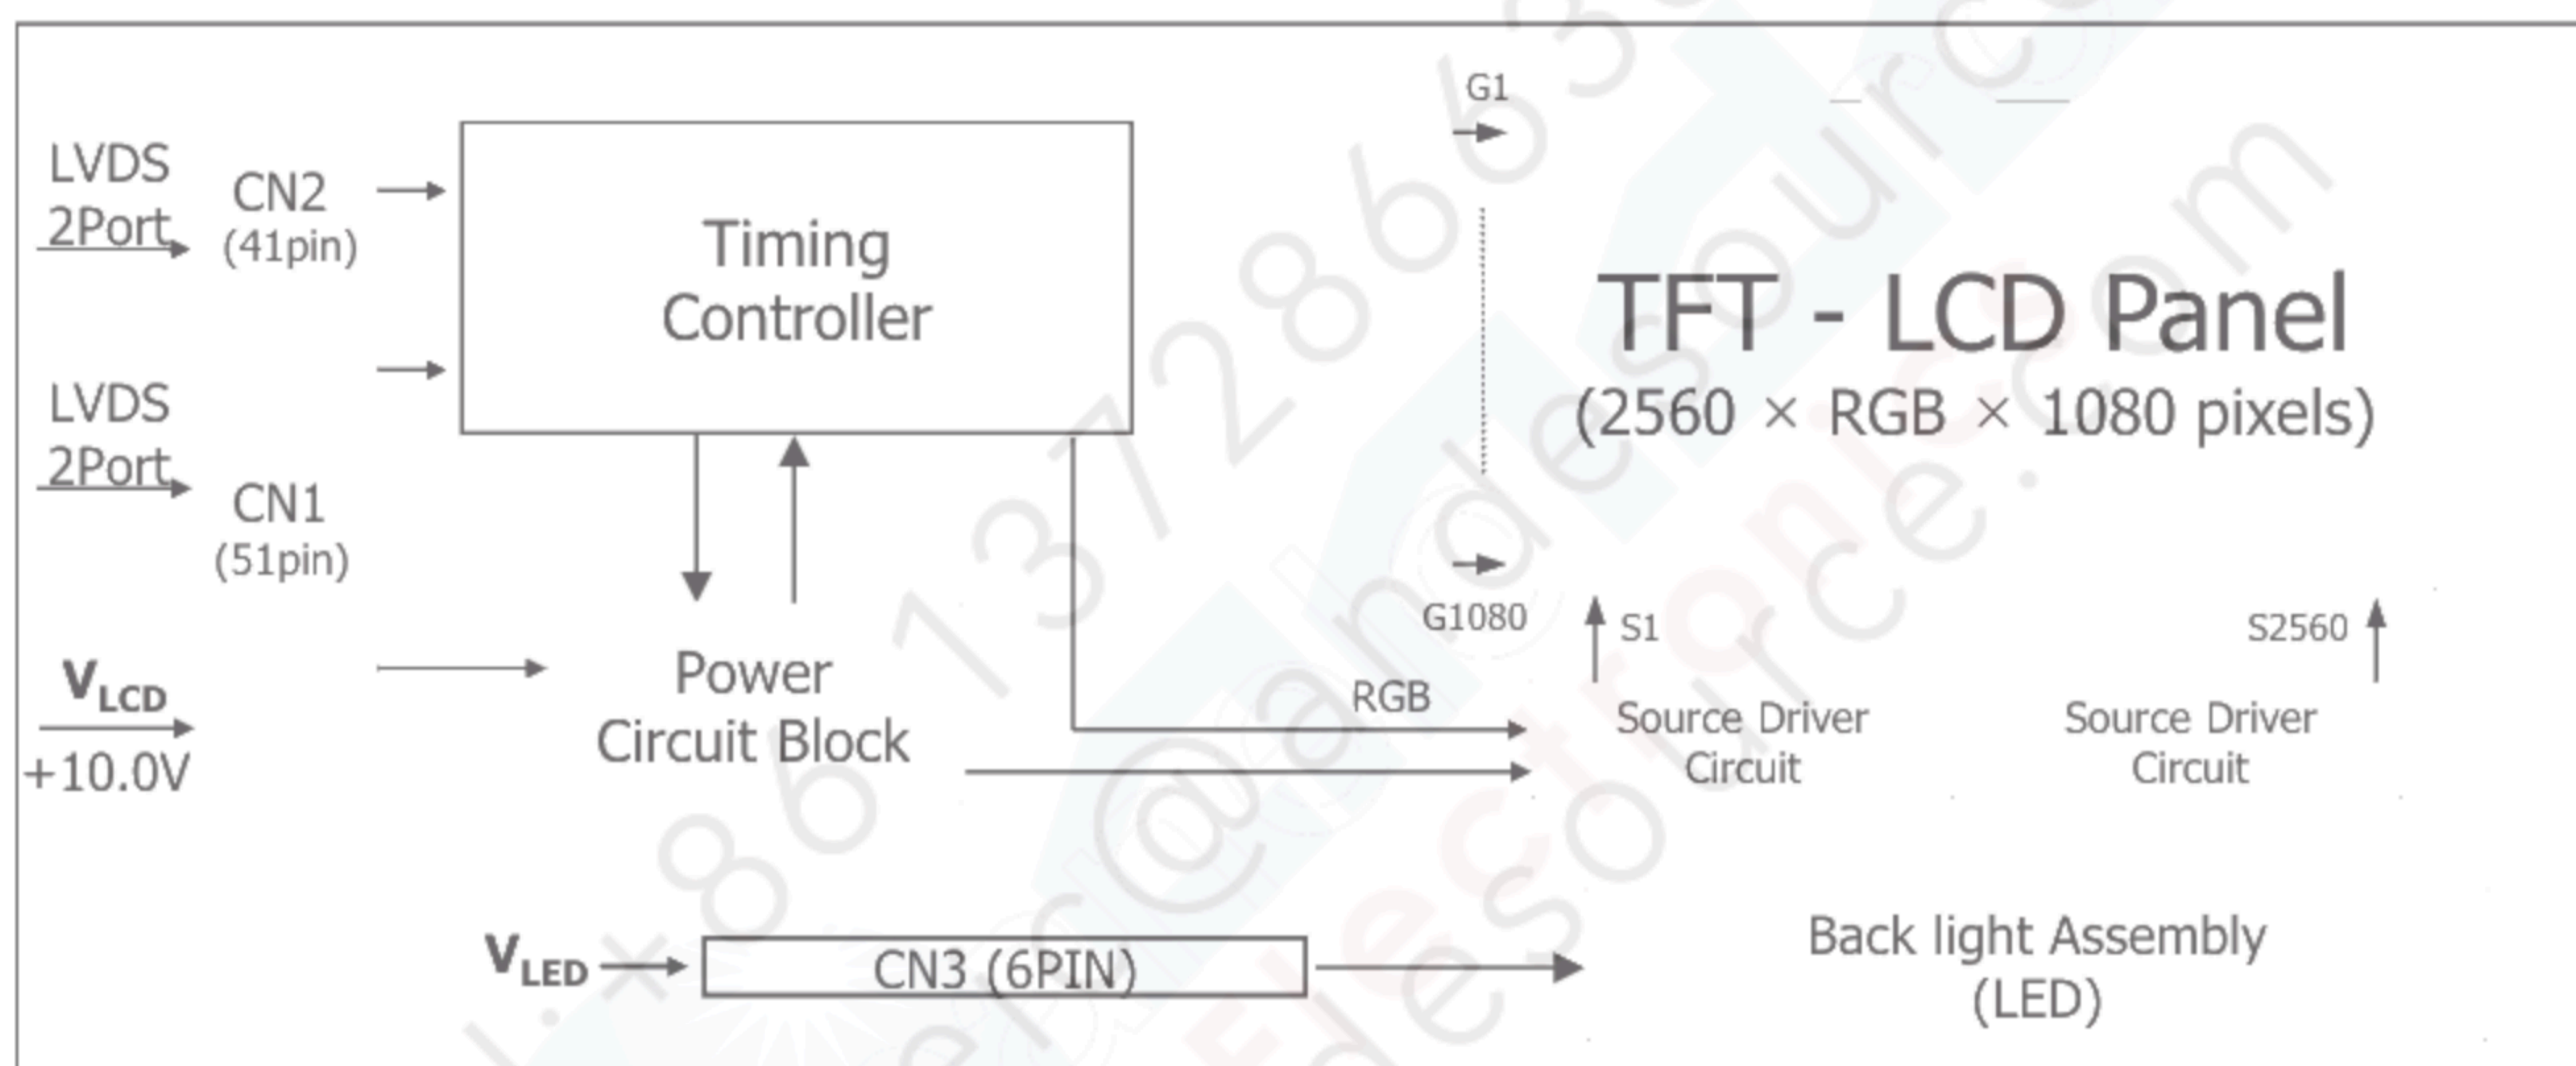 LVDS
2Port
CN2
(41pin)
LVDS
2Port
CN1
(51pin)
VLCD
+10.0V
Timing
Controller
Power
Circuit Block
RGB
G1
G1080
TFT - LCD Panel
(2560 × RGB × 1080 pixels)
S1
S2560
Source Driver
Circuit
Source Driver
Circuit
VLED
CN3 (6PIN)
Back light Assembly
(LED)